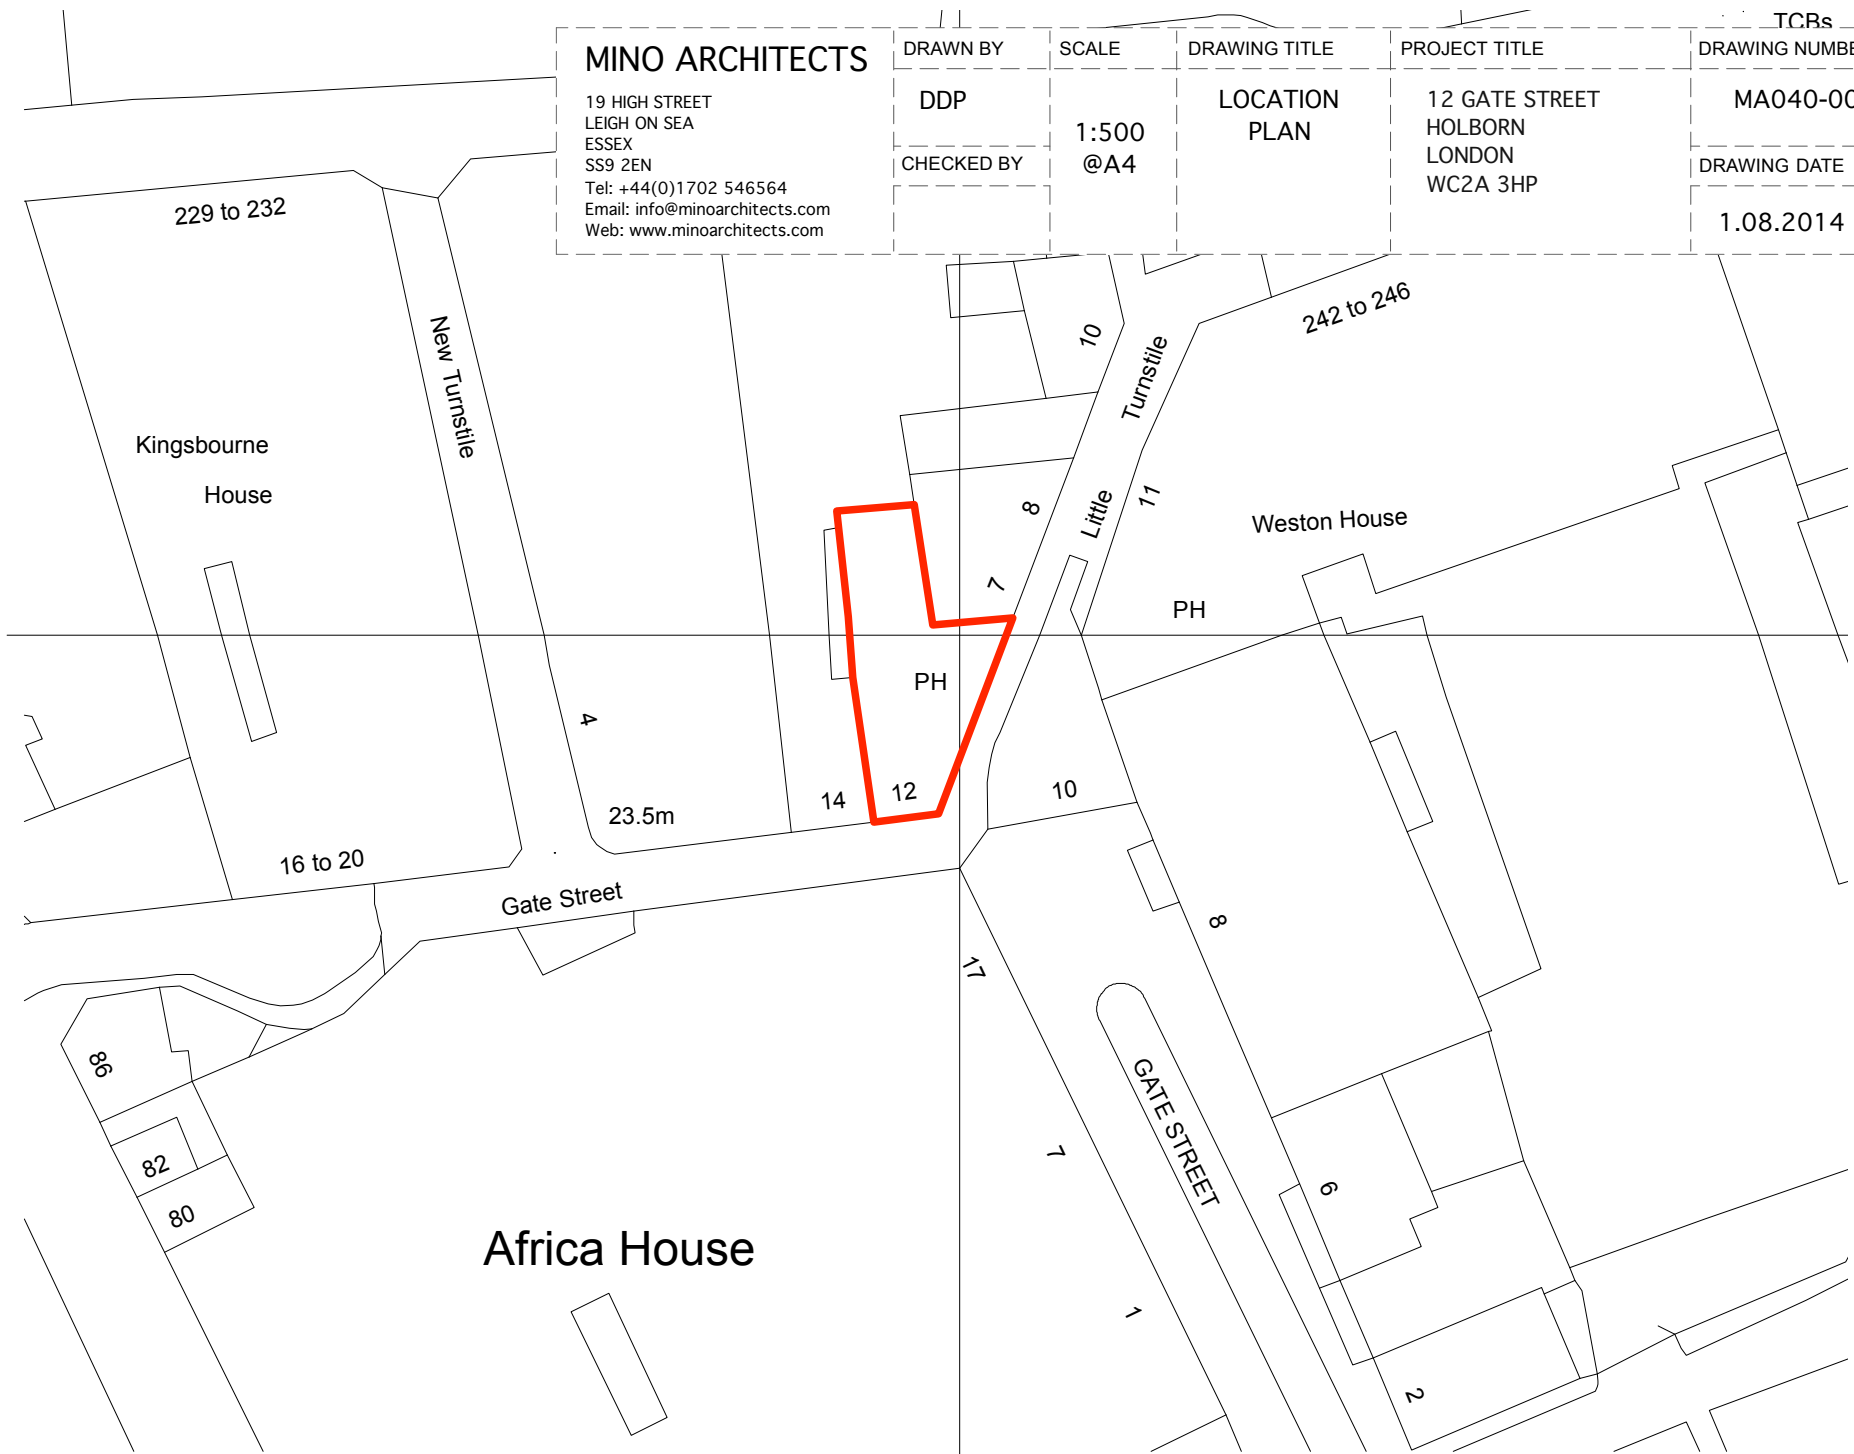 TCBs
MINO ARCHITECTS
19 HIGH STREET
LEIGH ON SEA
ESSEX
SS9 2EN
Tel: +44(0)1702 546564
Email: info@minoarchitects.com
Web: www.minoarchitects.com
DRAWN BY
DDP
CHECKED BY
SCALE
1:500
@A4
DRAWING TITLE
LOCATION
PLAN
PROJECT TITLE
12 GATE STREET
HOLBORN
LONDON
WC2A 3HP
DRAWING NUMBE
MA040-00
DRAWING DATE
1.08.2014
229 to 232
New Turnstile
Kingsbourne
House
10
Little Turnstile
242 to 246
8
11
Weston House
7
PH
PH
4
14
12
10
23.5m
16 to 20
Gate Street
17
8
86
82
80
GATE STREET
7
6
Africa House
1
2